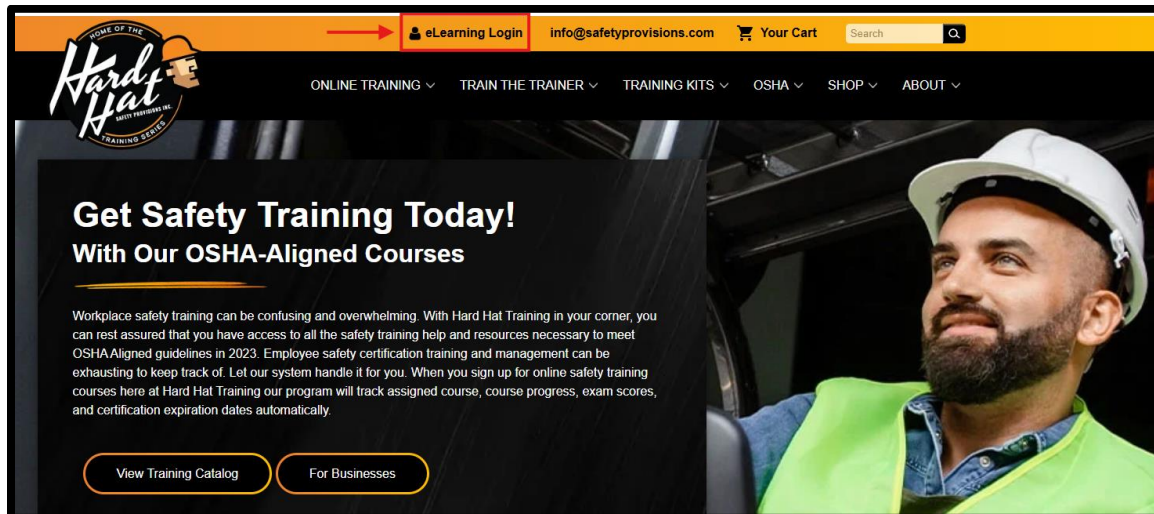 HOME OF THE
Hard
Hat
SAFETY PROVISIONS INC.
TRAINING SERIES
eLearning Login info@safetyprovisions.com Your Cart Search
ONLINE TRAINING TRAIN THE TRAINER TRAINING KITS OSHA SHOP ABOUT
Get Safety Training Today!
With Our OSHA-Aligned Courses
Workplace safety training can be confusing and overwhelming. With Hard Hat Training in your corner, you
can rest assured that you have access to all the safety training help and resources necessary to meet
OSHA Aligned guidelines in 2023. Employee safety certification training and management can be
exhausting to keep track of. Let our system handle it for you. When you sign up for online safety training
courses here at Hard Hat Training our program will track assigned course, course progress, exam scores,
and certification expiration dates automatically.
View Training Catalog For Businesses